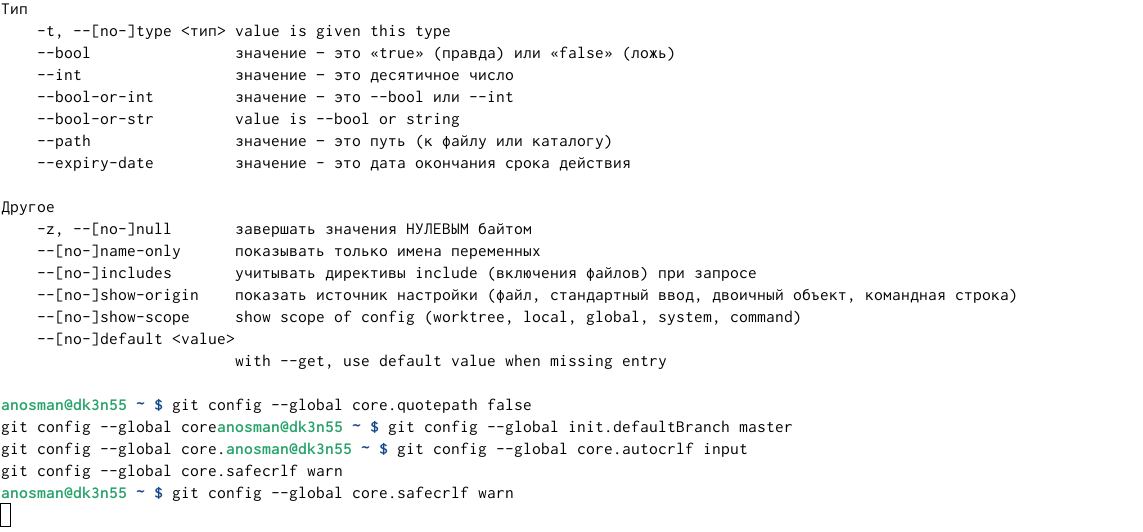 Тип
    -t, --[no-]type <тип> value is given this type
    --bool                значение — это «true» (правда) или «false» (ложь)
    --int                 значение — это десятичное число
    --bool-or-int         значение — это --bool или --int
    --bool-or-str         value is --bool or string
    --path                значение — это путь (к файлу или каталогу)
    --expiry-date         значение - это дата окончания срока действия

Другое
    -z, --[no-]null       завершать значения НУЛЕВЫМ байтом
    --[no-]name-only      показывать только имена переменных
    --[no-]includes       учитывать директивы include (включения файлов) при запросе
    --[no-]show-origin    показать источник настройки (файл, стандартный ввод, двоичный объект, командная строка)
    --[no-]show-scope     show scope of config (worktree, local, global, system, command)
    --[no-]default <value>
                          with --get, use default value when missing entry

anosman@dk3n55 ~ $ git config --global core.quotepath false
git config --global coreanosman@dk3n55 ~ $ git config --global init.defaultBranch master
git config --global core.anosman@dk3n55 ~ $ git config --global core.autocrlf input
git config --global core.safecrlf warn
anosman@dk3n55 ~ $ git config --global core.safecrlf warn